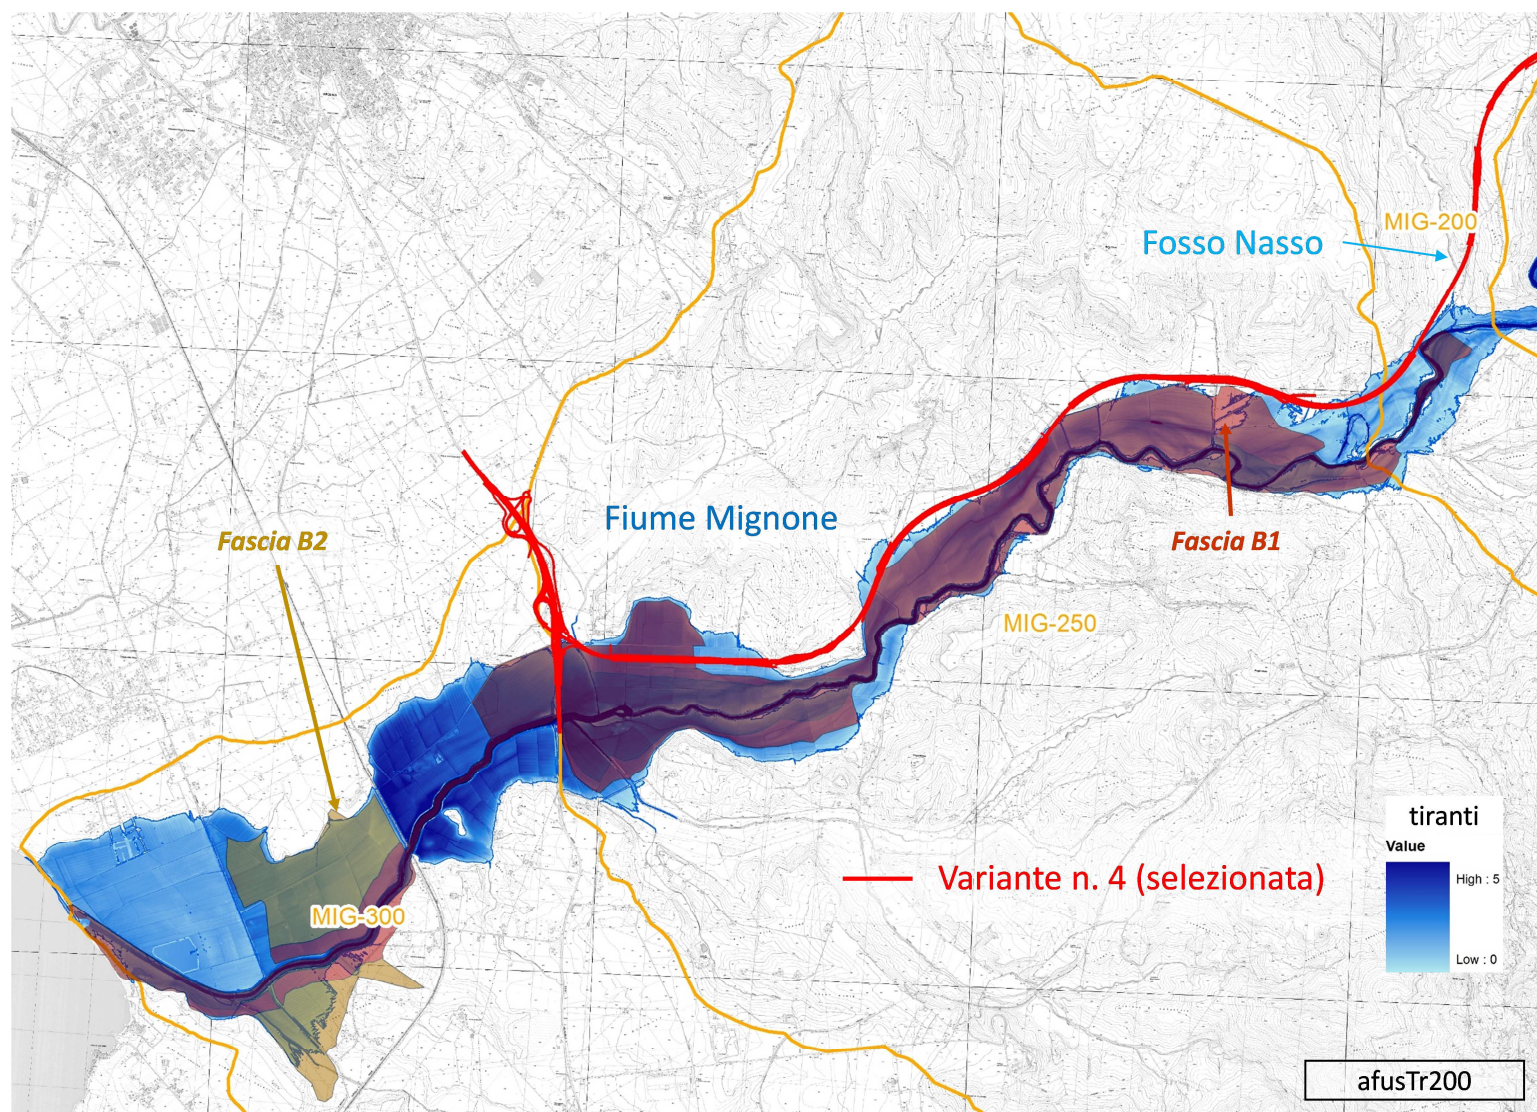 MIG-200
Fosso Nasso
Fiume Mignone
Fascia B2
Fascia B1
MIG-250
tiranti
Value
High : 5
Low : 0
Variante n. 4 (selezionata)
MIG-300
afusTr200